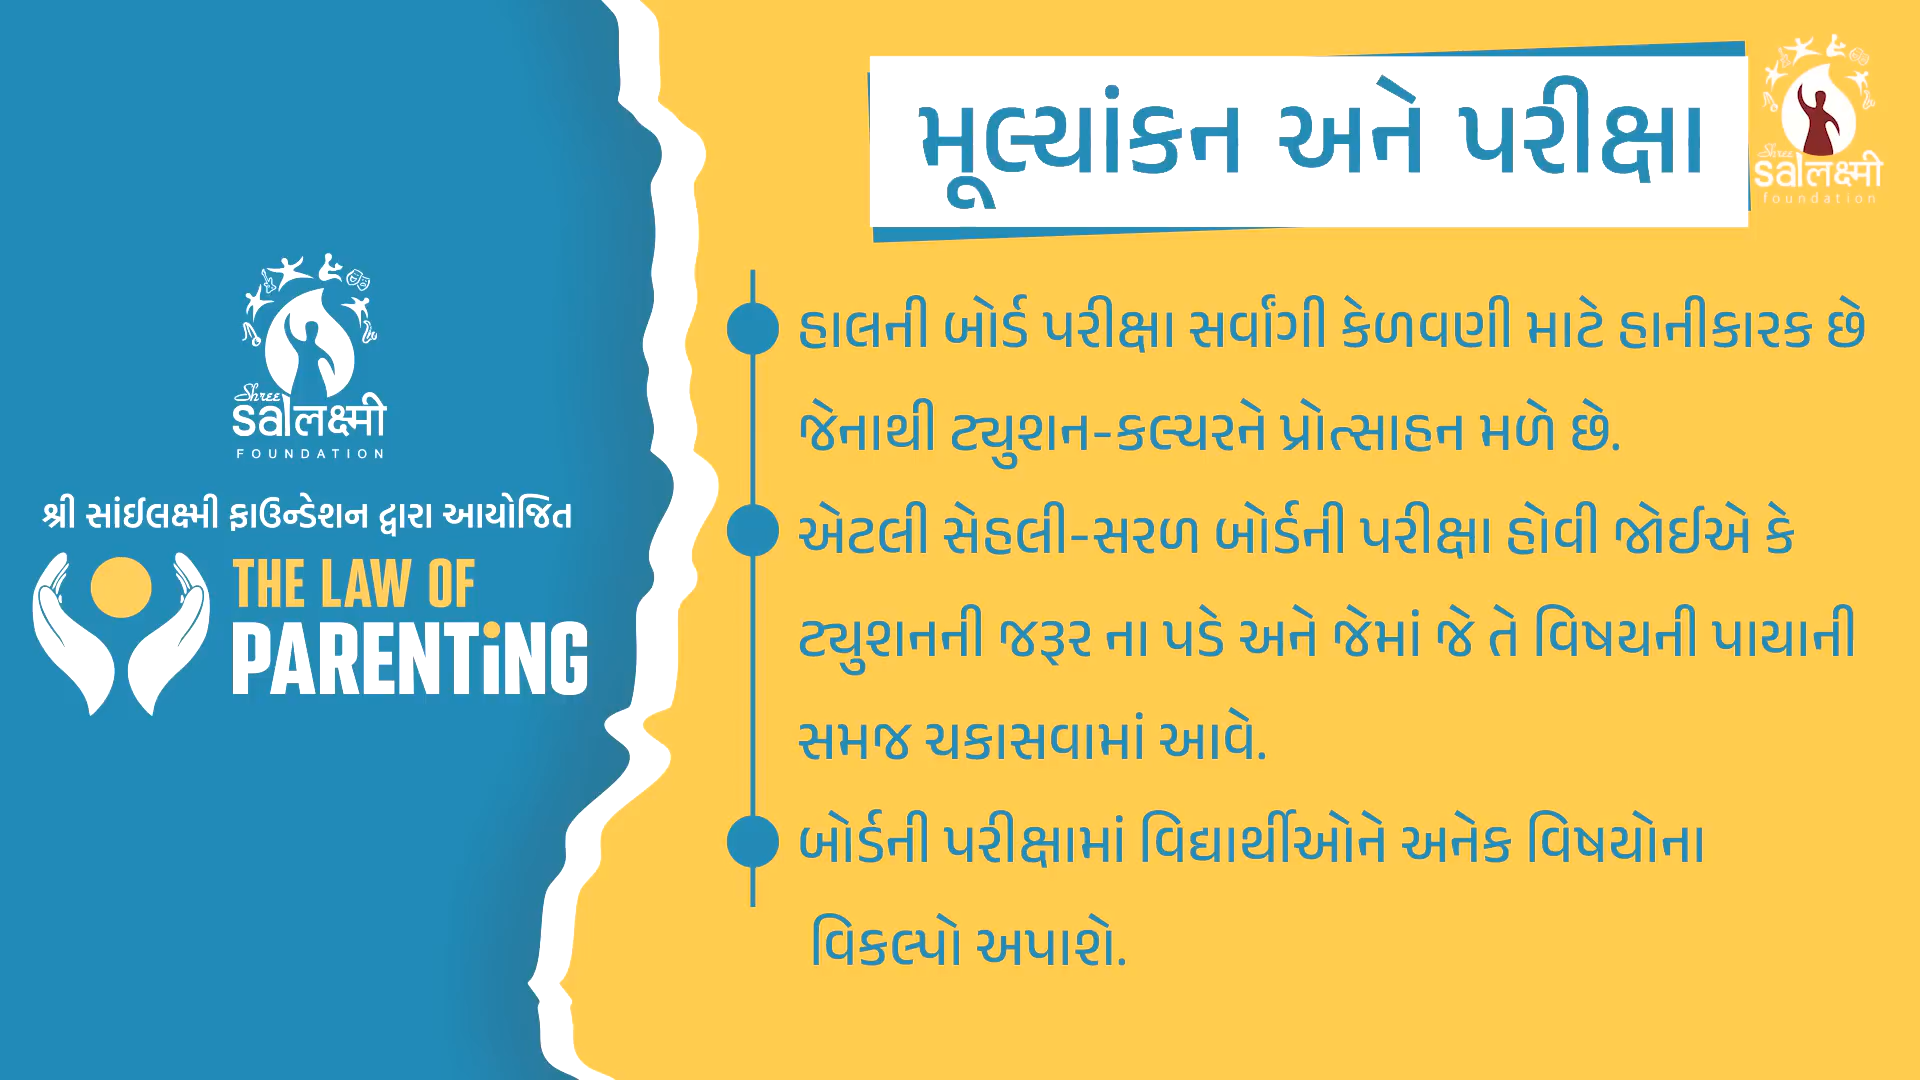 Shree
saiलक्ष्मी
FOUNDATION
શ્રી સાંઈલક્ષ્મી ફાઉન્ડેશન દ્વારા આયોજિત
THE LAW OF
PARENTiNG
મૂલ્યાંકન અને પરીક્ષા
Shree
saiलक्ष्मी
foundation
હાલની બોર્ડ પરીક્ષા સર્વાંગી કેળવણી માટે હાનીકારક છે
જેનાથી ટ્યુશન-કલ્ચરને પ્રોત્સાહન મળે છે.
એટલી સેહલી-સરળ બોર્ડની પરીક્ષા હોવી જોઈએ કે
ટ્યુશનની જરૂર ના પડે અને જેમાં જે તે વિષયની પાયાની
સમજ ચકાસવામાં આવે.
બોર્ડની પરીક્ષામાં વિદ્યાર્થીઓને અનેક વિષયોના
વિકલ્પો અપાશે.